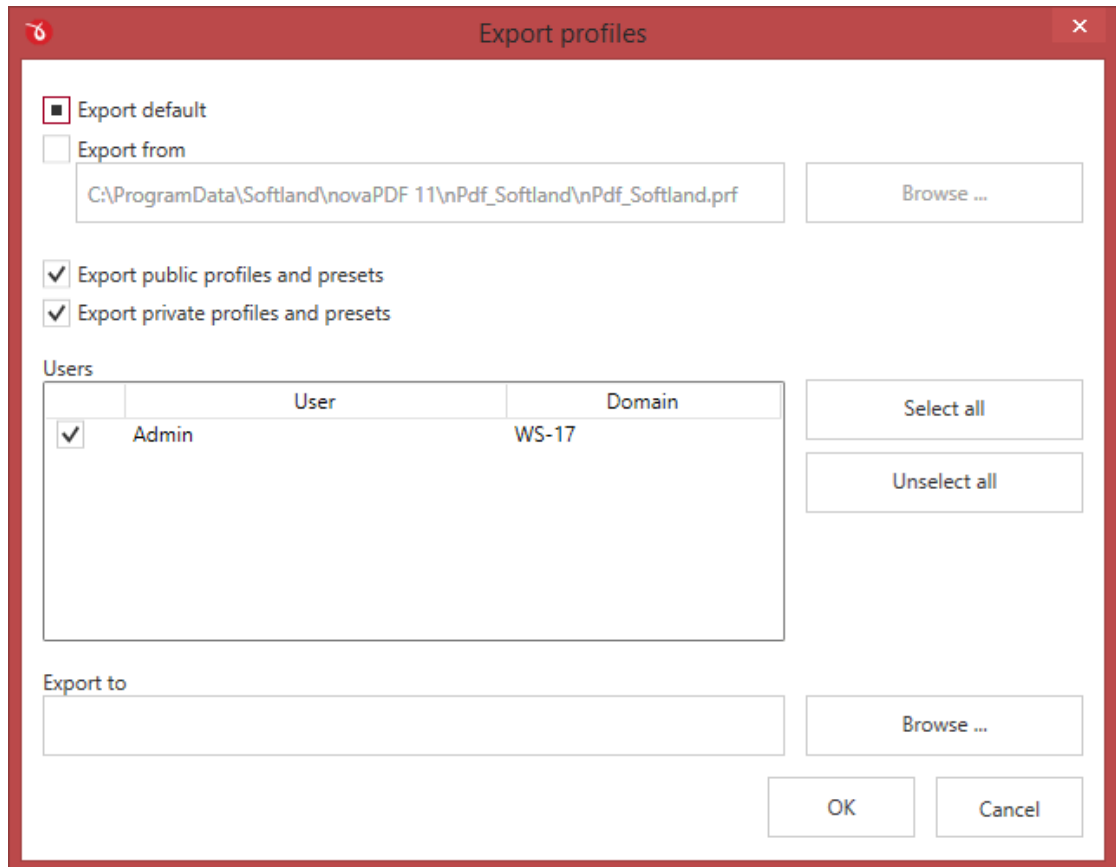 Export profiles
Export default
Export from
C:\ProgramData\Softland\novaPDF 11\nPdf_Softland\nPdf_Softland.prf
Browse ...
Export public profiles and presets
Export private profiles and presets
Users
User Domain
Admin WS-17
Select all
Unselect all
Export to
Browse ...
OK Cancel